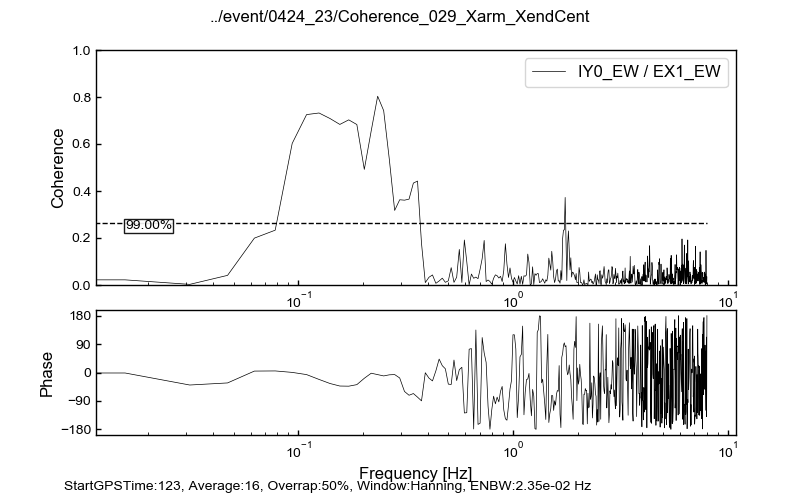 ../event/0424_23/Coherence_029_Xarm_XendCent
1.0
IY0_EW / EX1_EW
0.8
0.6
Coherence
0.4
99.00%
0.2
0.0
10⁻¹ 10⁰ 10¹
180
90
Phase
0
−90
−180
10⁻¹ 10⁰ 10¹
Frequency [Hz]
StartGPSTime:123, Average:16, Overrap:50%, Window:Hanning, ENBW:2.35e-02 Hz